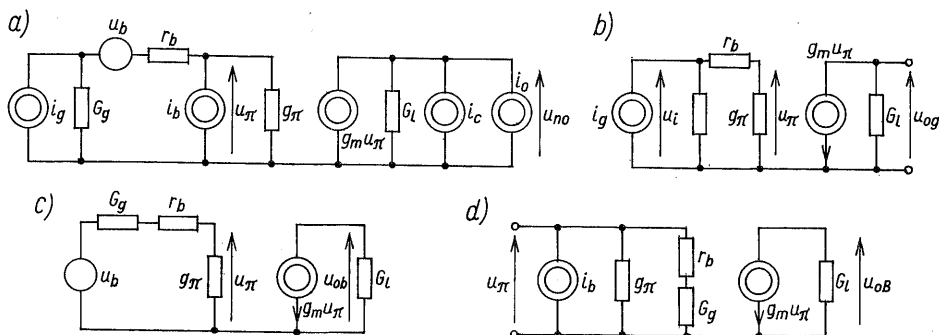 a)
u_b
r_b
i_g
G_g
i_b
u_π
g_π
g_m u_π
G_l
i_c
i_o
u_no
b)
r_b
g_m u_π
i_g
u_i
g_π
u_π
G_l
u_og
c)
G_g
r_b
u_b
g_π
u_π
u_ob
g_m u_π
G_l
d)
u_π
i_b
g_π
r_b
G_g
g_m u_π
G_l
u_oB